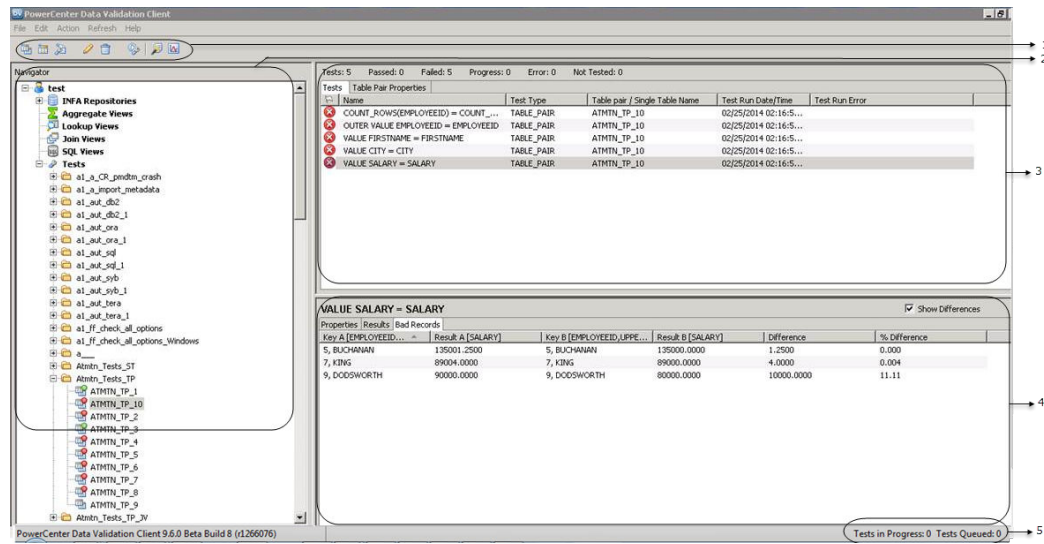 PowerCenter Data Validation Client
File Edit Action Refresh Help
1
2
Navigator
test
INFA Repositories
Aggregate Views
Lookup Views
Join Views
SQL Views
Tests
a1_a_CR_pmdtm_crash
a1_a_import_metadata
a1_aut_db2
a1_aut_db2_1
a1_aut_ora
a1_aut_ora_1
a1_aut_sql
a1_aut_sql_1
a1_aut_syb
a1_aut_syb_1
a1_aut_tera
a1_aut_tera_1
a1_ff_check_all_options
a1_ff_check_all_options_Windows
a___
Atmtn_Tests_ST
Atmtn_Tests_TP
ATMTN_TP_1
ATMTN_TP_10
ATMTN_TP_2
ATMTN_TP_3
ATMTN_TP_4
ATMTN_TP_5
ATMTN_TP_6
ATMTN_TP_7
ATMTN_TP_8
ATMTN_TP_9
Atmtn_Tests_TP_JV
Tests: 5 Passed: 0 Failed: 5 Progress: 0 Error: 0 Not Tested: 0
Tests Table Pair Properties
Name Test Type Table pair / Single Table Name Test Run Date/Time Test Run Error
COUNT_ROWS(EMPLOYEEID) = COUNT_... TABLE_PAIR ATMTN_TP_10 02/25/2014 02:16:5...
OUTER VALUE EMPLOYEEID = EMPLOYEEID TABLE_PAIR ATMTN_TP_10 02/25/2014 02:16:5...
VALUE FIRSTNAME = FIRSTNAME TABLE_PAIR ATMTN_TP_10 02/25/2014 02:16:5...
VALUE CITY = CITY TABLE_PAIR ATMTN_TP_10 02/25/2014 02:16:5...
VALUE SALARY = SALARY TABLE_PAIR ATMTN_TP_10 02/25/2014 02:16:5...
3
VALUE SALARY = SALARY Show Differences
Properties Results Bad Records
Key A [EMPLOYEEID... Result A [SALARY] Key B [EMPLOYEEID,UPPE... Result B [SALARY] Difference % Difference
5, BUCHANAN 135001.2500 5, BUCHANAN 135000.0000 1.2500 0.000
7, KING 89004.0000 7, KING 89000.0000 4.0000 0.004
9, DODSWORTH 90000.0000 9, DODSWORTH 80000.0000 10000.0000 11.11
4
PowerCenter Data Validation Client 9.6.0 Beta Build 8 (r1266076) Tests in Progress: 0 Tests Queued: 0
5